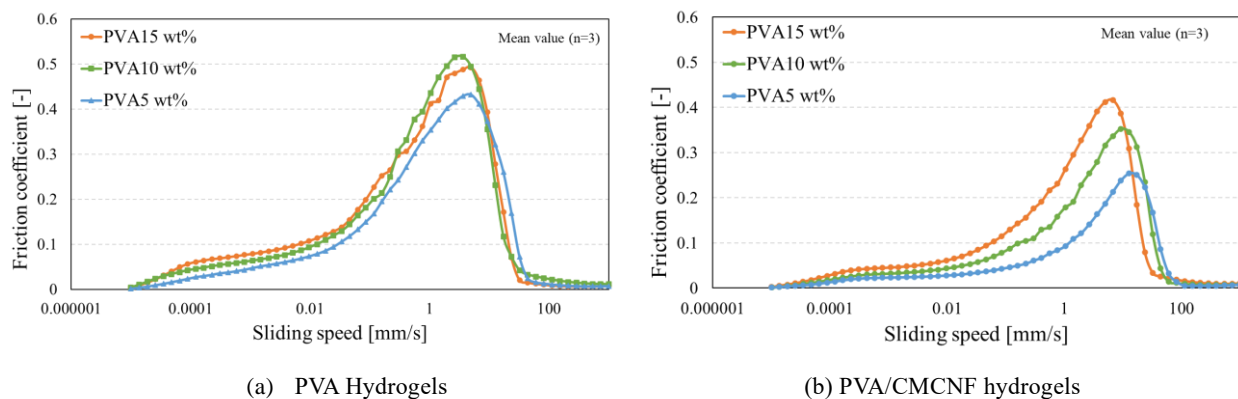 0.6
0.5
0.4
0.3
0.2
0.1
0
Friction coefficient [-]
PVA15 wt%
PVA10 wt%
PVA5 wt%
Mean value (n=3)
0.000001 0.0001 0.01 1 100
Sliding speed [mm/s]
(a) PVA Hydrogels
0.6
0.5
0.4
0.3
0.2
0.1
0
Friction coefficient [-]
PVA15 wt%
PVA10 wt%
PVA5 wt%
Mean value (n=3)
0.000001 0.0001 0.01 1 100
Sliding speed [mm/s]
(b) PVA/CMCNF hydrogels